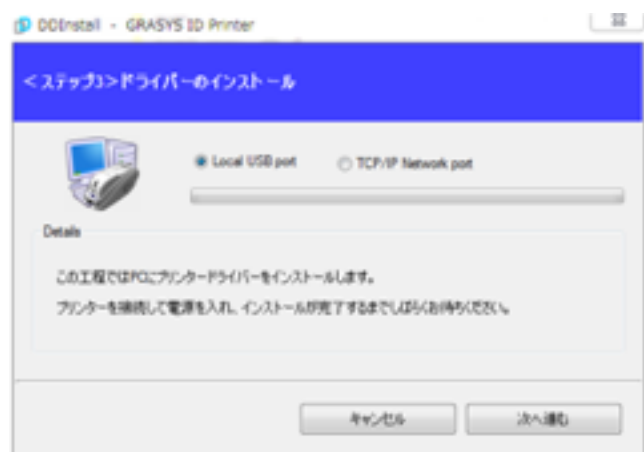 DDInstall - GRASYS ID Printer
<ステップ3>ドライバーのインストール
Local USB port
TCP/IP Network port
Details
この工程ではPCにプリンタードライバーをインストールします。
プリンターを接続して電源を入れ、インストールが完了するまでしばらくお待ちください。
キャンセル
次へ進む